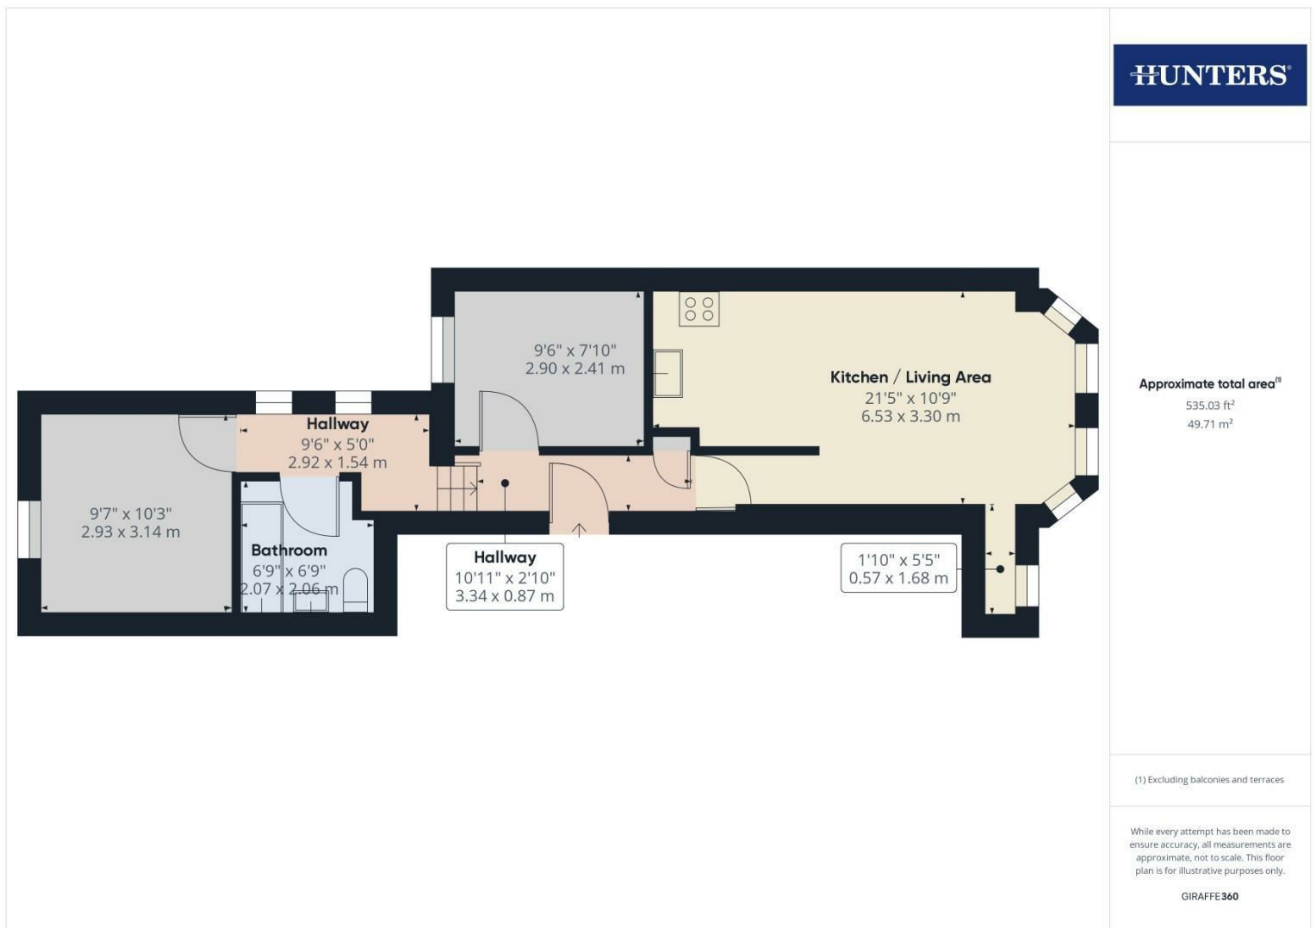 HUNTERS®
9'6" x 7'10"
2.90 x 2.41 m
Kitchen / Living Area
21'5" x 10'9"
6.53 x 3.30 m
Hallway
9'6" x 5'0"
2.92 x 1.54 m
9'7" x 10'3"
2.93 x 3.14 m
Bathroom
6'9" x 6'9"
2.07 x 2.06 m
Hallway
10'11" x 2'10"
3.34 x 0.87 m
1'10" x 5'5"
0.57 x 1.68 m
Approximate total area(1)
535.03 ft²
49.71 m²
(1) Excluding balconies and terraces
While every attempt has been made to
ensure accuracy, all measurements are
approximate, not to scale. This floor
plan is for illustrative purposes only.
GIRAFFE360